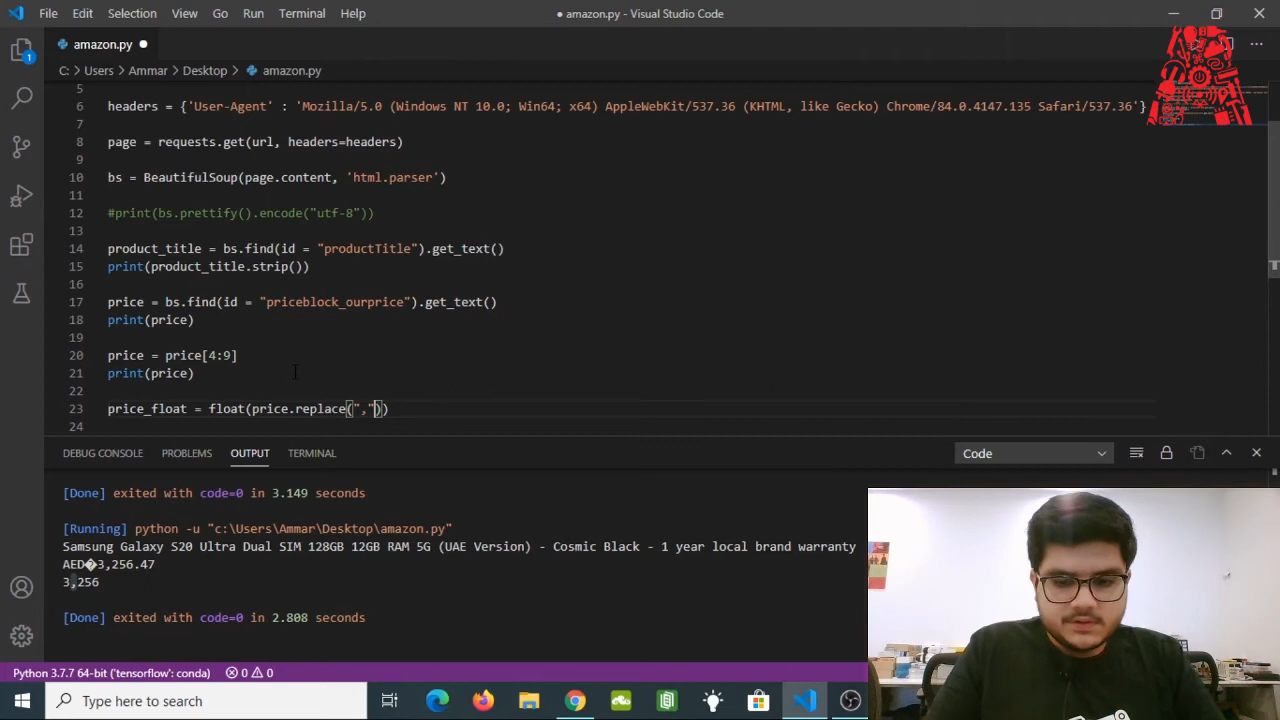 File Edit Selection View Go Run Terminal Help
● amazon.py - Visual Studio Code
amazon.py
C: > Users > Ammar > Desktop > amazon.py
5
6 headers = {'User-Agent' : 'Mozilla/5.0 (Windows NT 10.0; Win64; x64) AppleWebKit/537.36 (KHTML, like Gecko) Chrome/84.0.4147.135 Safari/537.36'}
7
8 page = requests.get(url, headers=headers)
9
10 bs = BeautifulSoup(page.content, 'html.parser')
11
12 #print(bs.prettify().encode("utf-8"))
13
14 product_title = bs.find(id = "productTitle").get_text()
15 print(product_title.strip())
16
17 price = bs.find(id = "priceblock_ourprice").get_text()
18 print(price)
19
20 price = price[4:9]
21 print(price)
22
23 price_float = float(price.replace(","))
24
DEBUG CONSOLE PROBLEMS OUTPUT TERMINAL
Code
[Done] exited with code=0 in 3.149 seconds
[Running] python -u "c:\Users\Ammar\Desktop\amazon.py"
Samsung Galaxy S20 Ultra Dual SIM 128GB 12GB RAM 5G (UAE Version) - Cosmic Black - 1 year local brand warranty
AED�3,256.47
3,256
[Done] exited with code=0 in 2.808 seconds
Python 3.7.7 64-bit ('tensorflow': conda) 0 0
Type here to search